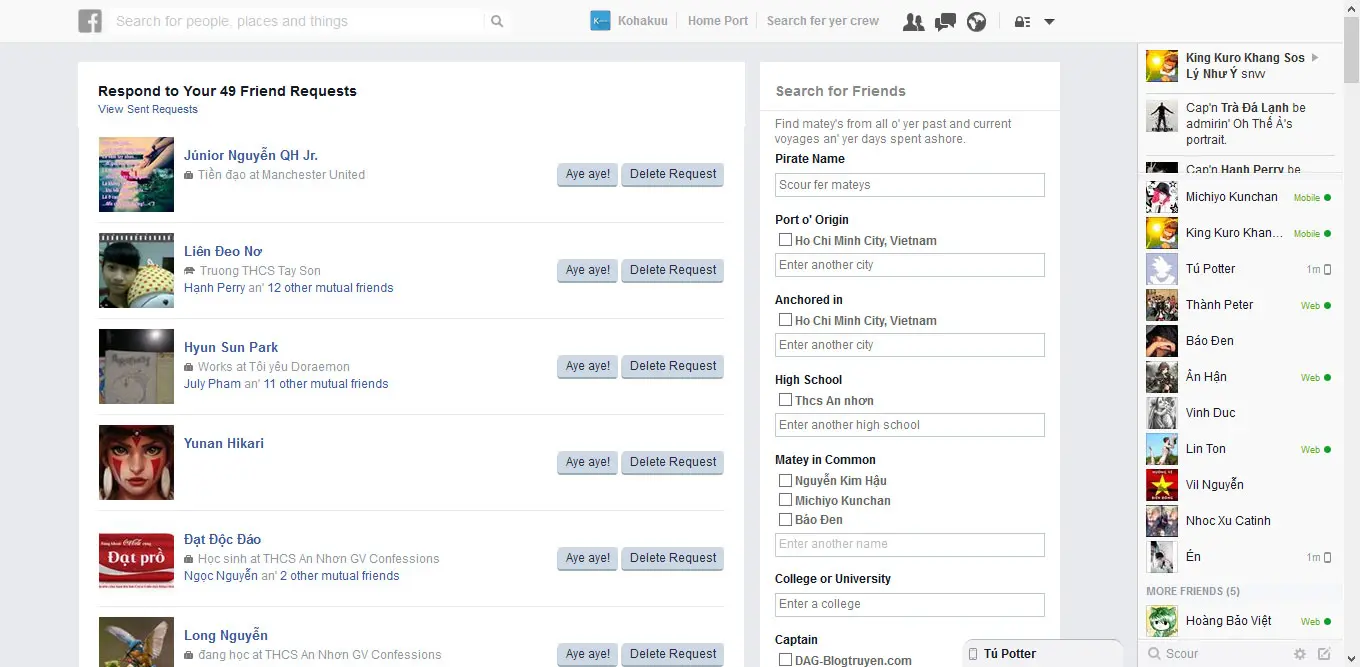 Search for people, places and things
Kohakuu
Home Port
Search fer yer crew
Respond to Your 49 Friend Requests
View Sent Requests
Júnior Nguyễn QH Jr.
Tiền đạo at Manchester United
Aye aye!
Delete Request
Liên Đeo Nơ
Truong THCS Tay Son
Hạnh Perry an' 12 other mutual friends
Aye aye!
Delete Request
Hyun Sun Park
Works at Tôi yêu Doraemon
July Pham an' 11 other mutual friends
Aye aye!
Delete Request
Yunan Hikari
Aye aye!
Delete Request
Đạt prồ
Đạt Độc Đáo
Học sinh at THCS An Nhơn GV Confessions
Ngọc Nguyễn an' 2 other mutual friends
Aye aye!
Delete Request
Long Nguyễn
đang học at THCS An Nhơn GV Confessions
Aye aye!
Delete Request
Search for Friends
Find matey's from all o' yer past and current
voyages an' yer days spent ashore.
Pirate Name
Scour fer mateys
Port o' Origin
Ho Chi Minh City, Vietnam
Enter another city
Anchored in
Ho Chi Minh City, Vietnam
Enter another city
High School
Thcs An nhơn
Enter another high school
Matey in Common
Nguyễn Kim Hậu
Michiyo Kunchan
Báo Đen
Enter another name
College or University
Enter a college
Captain
DAG-Blogtruyen.com
King Kuro Khang Sos
Lý Như Ý snw
Cap'n Trà Đá Lạnh be
admirin' Oh Thế À's
portrait.
Cap'n Hạnh Perry be
Michiyo Kunchan Mobile
King Kuro Khan... Mobile
Tú Potter 1m
Thành Peter Web
Báo Đen
Ân Hận Web
Vinh Duc
Lin Ton Web
Vil Nguyễn
Nhoc Xu Catinh
Én 1m
MORE FRIENDS (5)
Hoàng Bảo Việt Web
Scour
Tú Potter